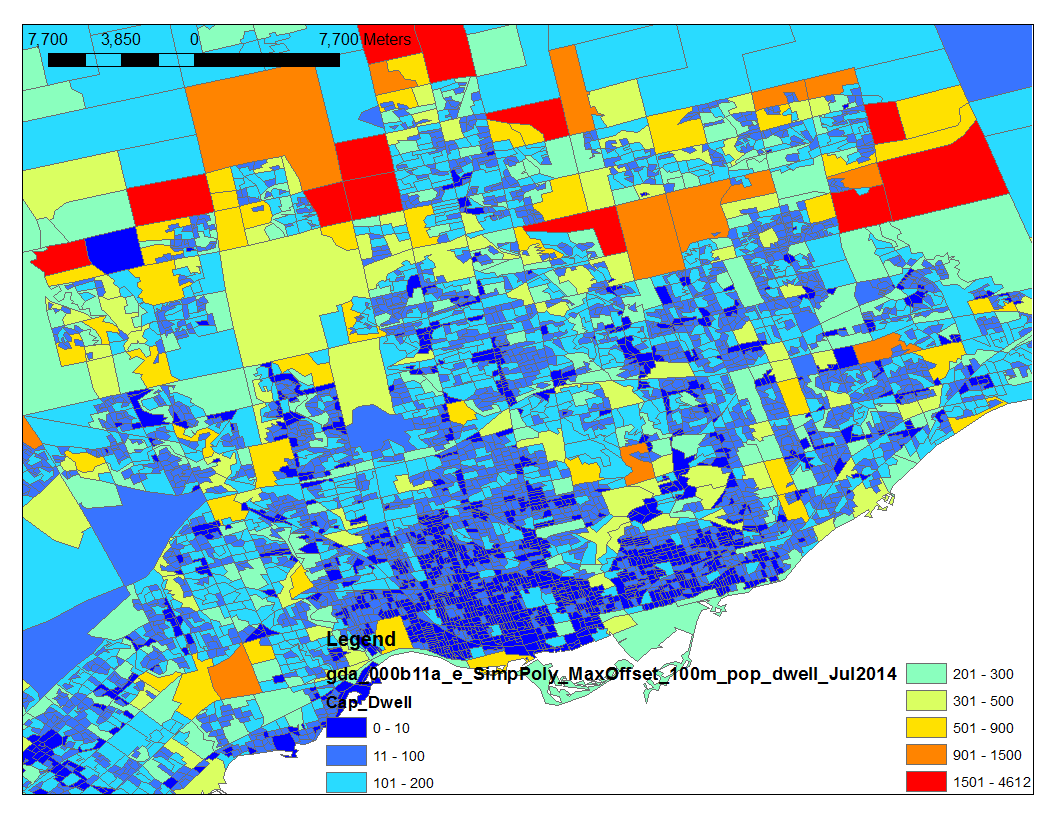 7,700 3,850 0 7,700 Meters
Legend
gda_000b11a_e_SimpPoly_MaxOffset_100m_pop_dwell_Jul2014
Cap_Dwell
0 - 10
11 - 100
101 - 200
201 - 300
301 - 500
501 - 900
901 - 1500
1501 - 4612